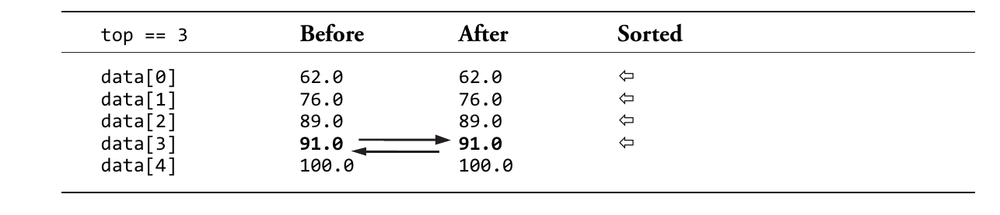 top == 3 Before After Sorted
data[0] 62.0 62.0 ⇦
data[1] 76.0 76.0 ⇦
data[2] 89.0 89.0 ⇦
data[3] 91.0 91.0 ⇦
data[4] 100.0 100.0